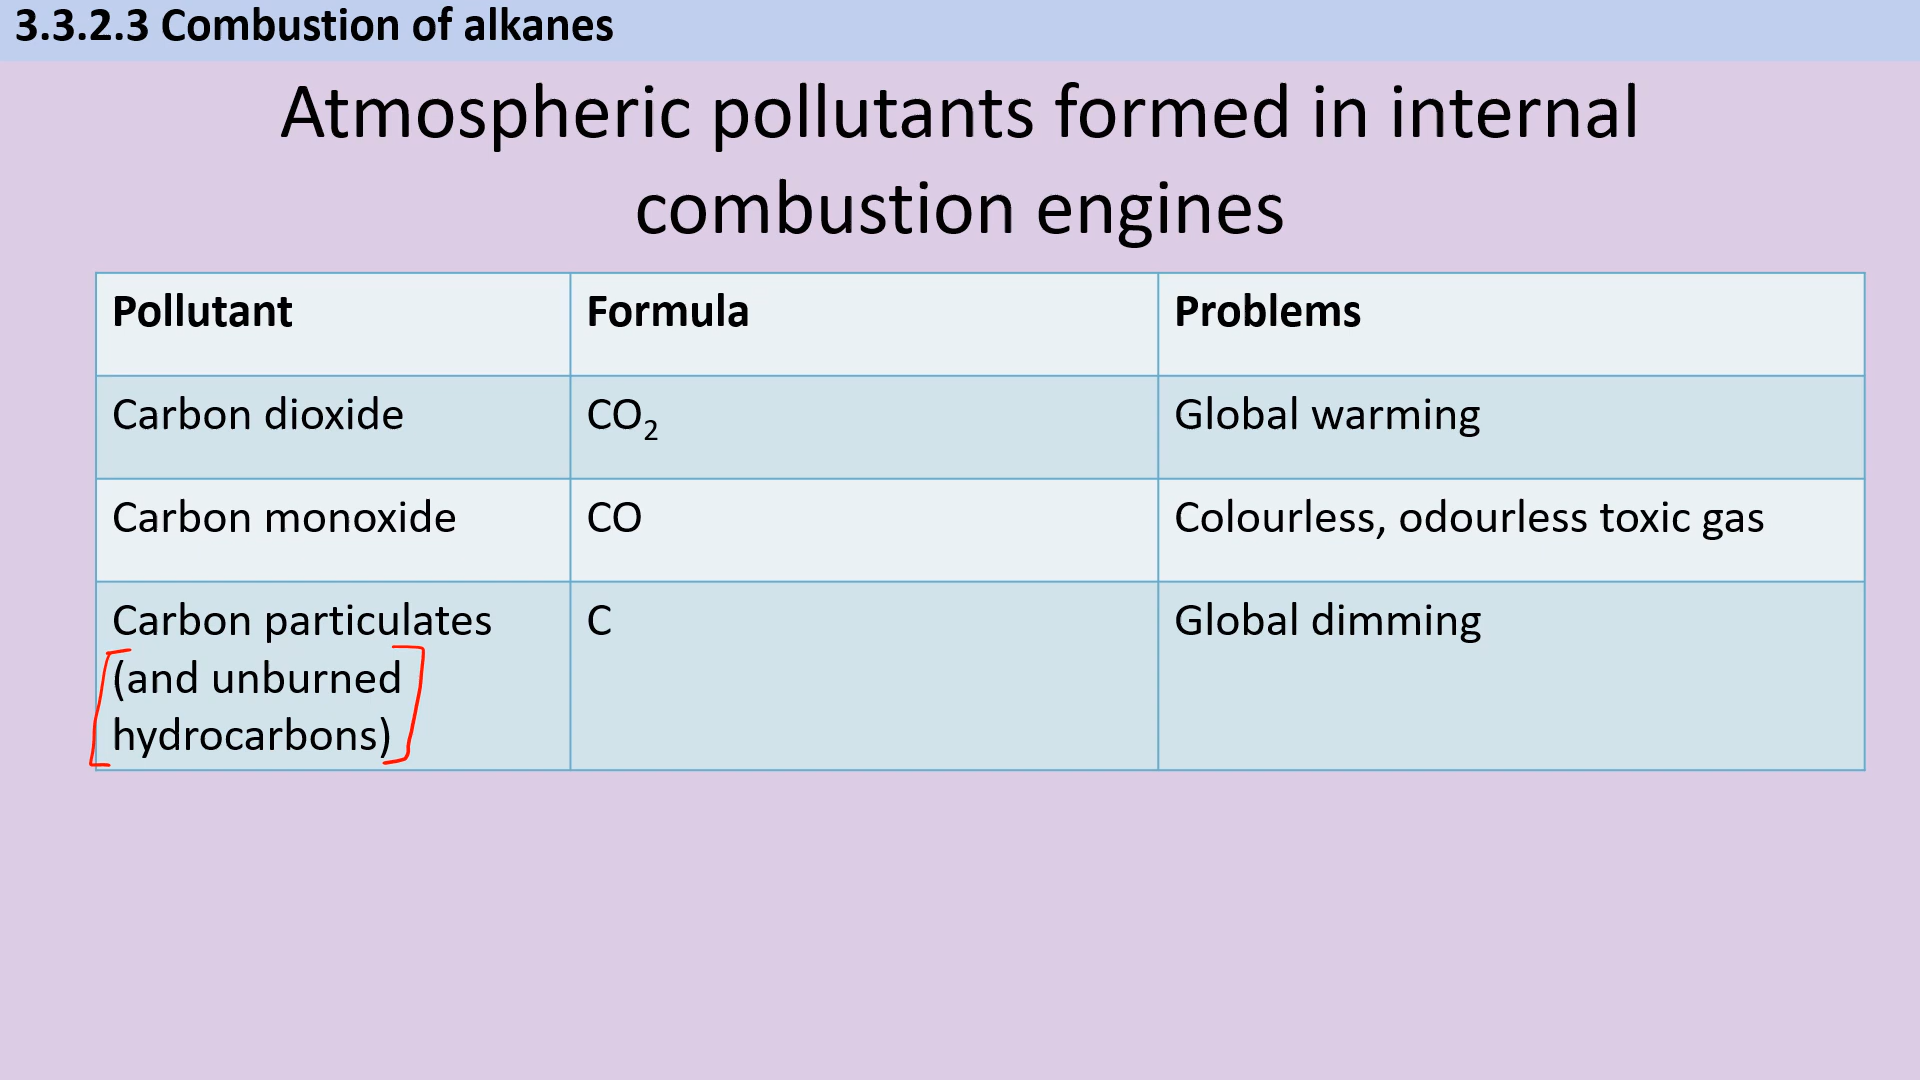 3.3.2.3 Combustion of alkanes
Atmospheric pollutants formed in internal
combustion engines
Pollutant Formula Problems
Carbon dioxide CO₂ Global warming
Carbon monoxide CO Colourless, odourless toxic gas
Carbon particulates C Global dimming
(and unburned
hydrocarbons)